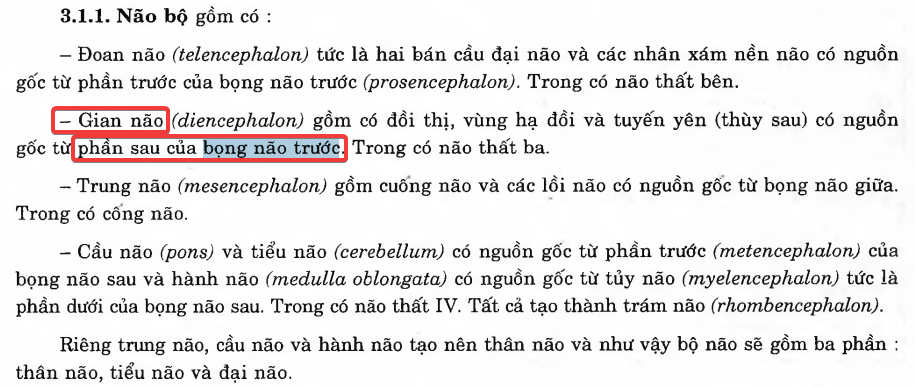 3.1.1. Não bộ gồm có :
– Đoan não (telencephalon) tức là hai bán cầu đại não và các nhân xám nền não có nguồn
gốc từ phần trước của bọng não trước (prosencephalon). Trong có não thất bên.
– Gian não (diencephalon) gồm có đồi thị, vùng hạ đồi và tuyến yên (thùy sau) có nguồn
gốc từ phần sau của bọng não trước. Trong có não thất ba.
– Trung não (mesencephalon) gồm cuống não và các lồi não có nguồn gốc từ bọng não giữa.
Trong có cống não.
– Cầu não (pons) và tiểu não (cerebellum) có nguồn gốc từ phần trước (metencephalon) của
bọng não sau và hành não (medulla oblongata) có nguồn gốc từ tủy não (myelencephalon) tức là
phần dưới của bọng não sau. Trong có não thất IV. Tất cả tạo thành trám não (rhombencephalon).
Riêng trung não, cầu não và hành não tạo nên thân não và như vậy bộ não sẽ gồm ba phần :
thân não, tiểu não và đại não.